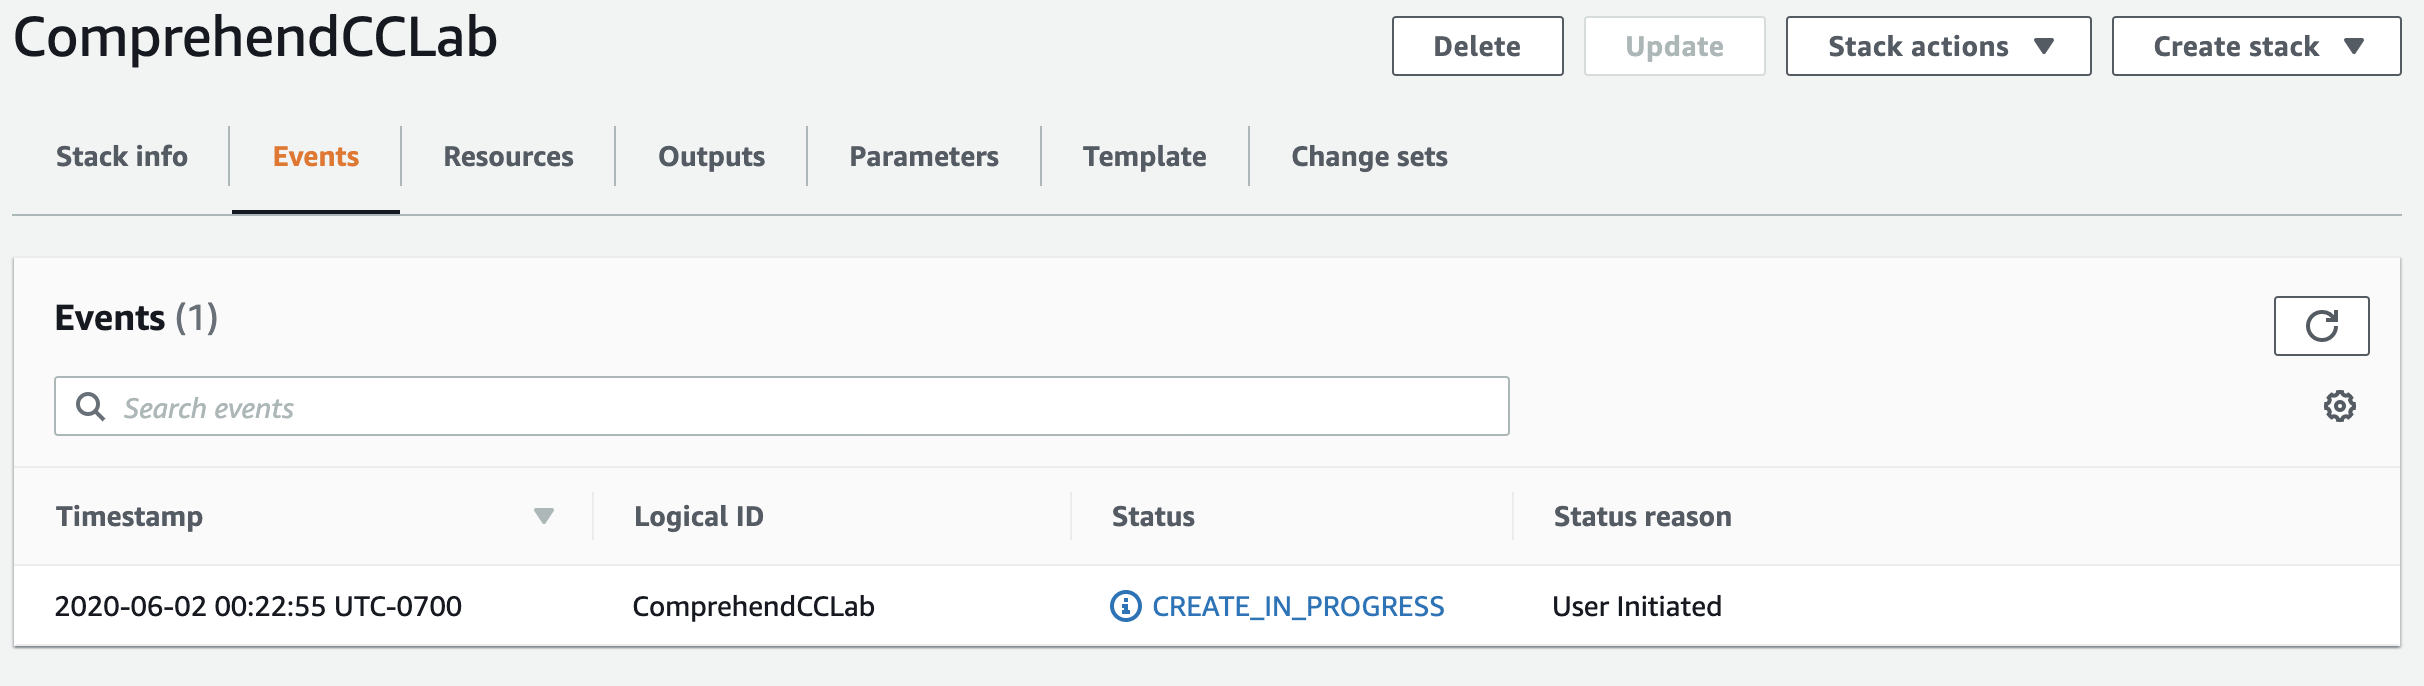 ComprehendCCLab
Delete Update Stack actions Create stack
Stack info Events Resources Outputs Parameters Template Change sets
Events (1)
Search events
Timestamp Logical ID Status Status reason
2020-06-02 00:22:55 UTC-0700 ComprehendCCLab CREATE_IN_PROGRESS User Initiated